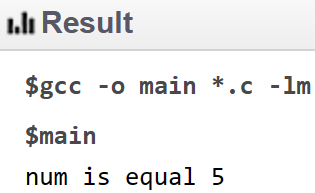 Result
$gcc -o main *.c -lm
$main
num is equal 5